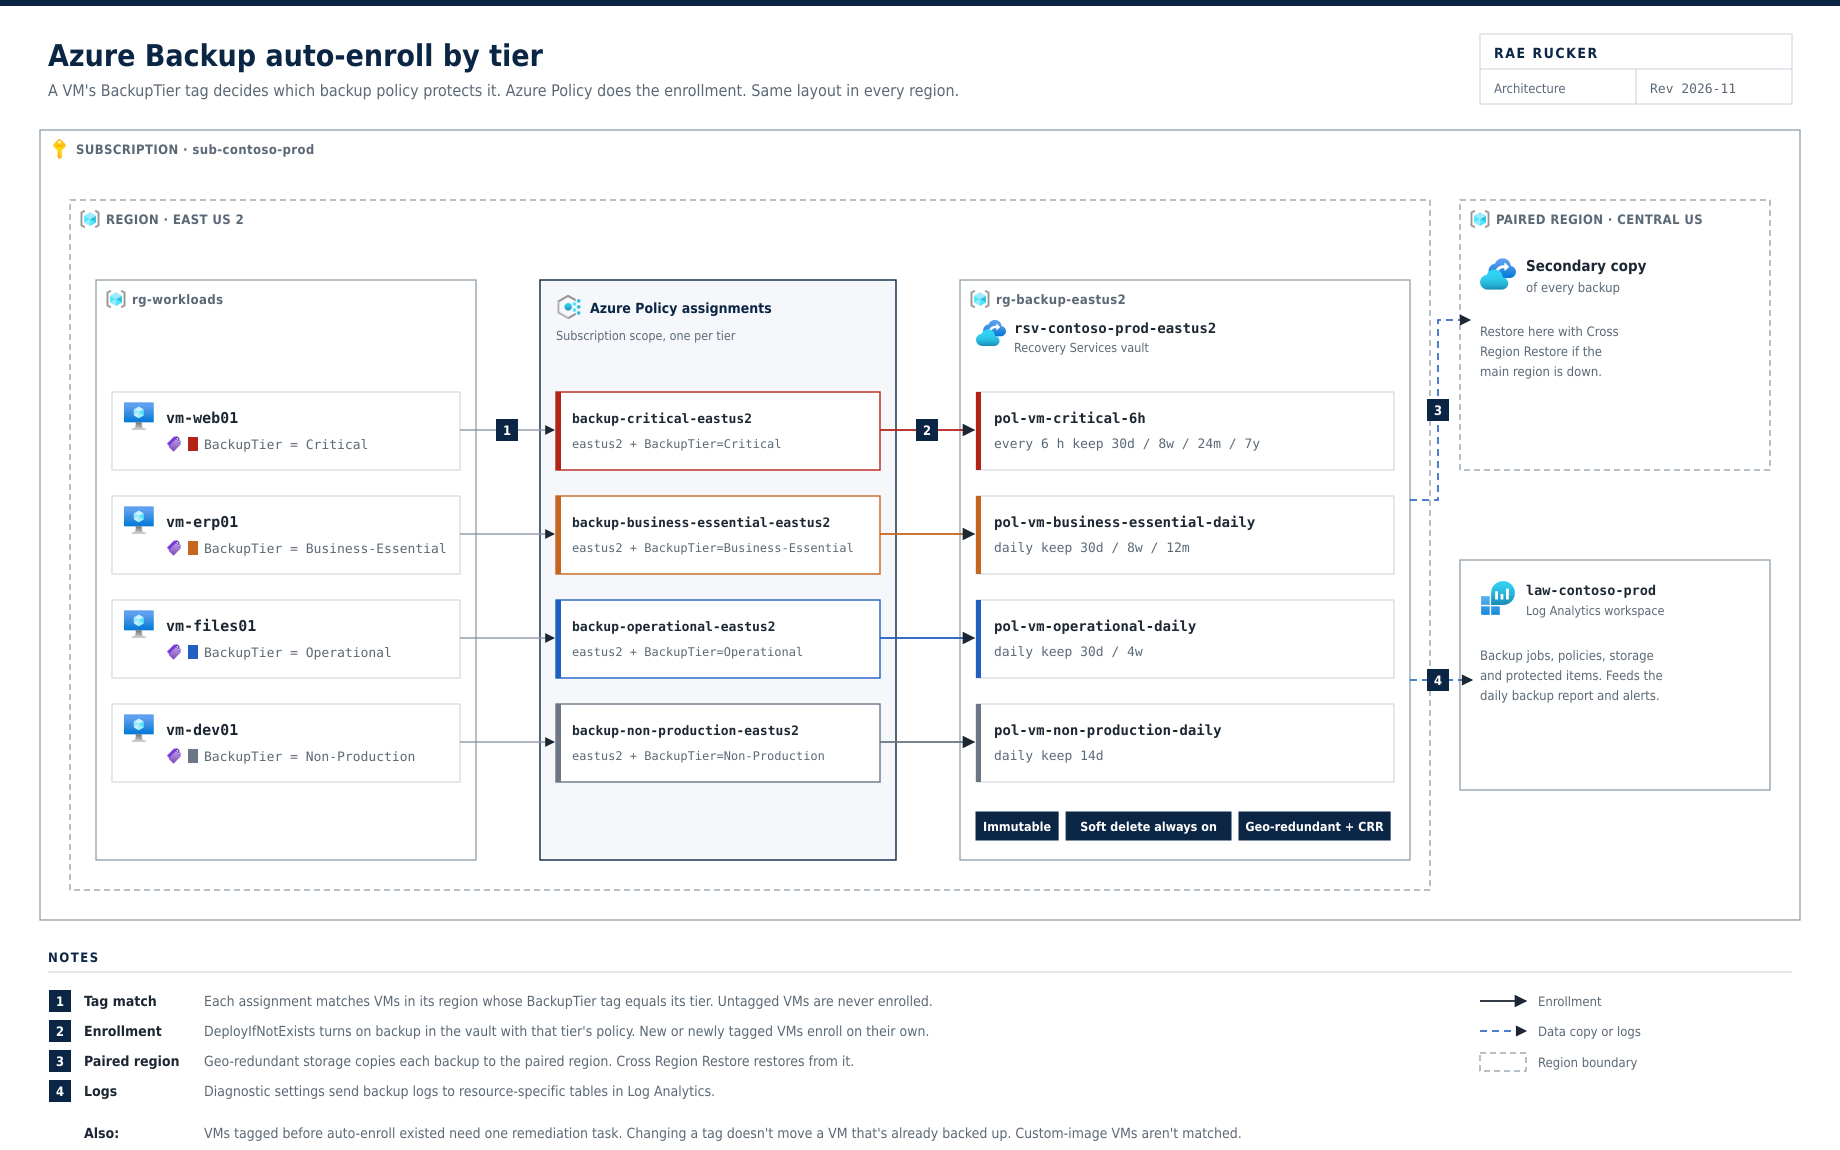 Azure Backup auto-enroll by tier
A VM's BackupTier tag decides which backup policy protects it. Azure Policy does the enrollment. Same layout in every region.
RAE RUCKER
Architecture
Rev 2026-11
SUBSCRIPTION · sub-contoso-prod
REGION · EAST US 2
rg-workloads
vm-web01
BackupTier = Critical
vm-erp01
BackupTier = Business-Essential
vm-files01
BackupTier = Operational
vm-dev01
BackupTier = Non-Production
1
Azure Policy assignments
Subscription scope, one per tier
backup-critical-eastus2
eastus2 + BackupTier=Critical
backup-business-essential-eastus2
eastus2 + BackupTier=Business-Essential
backup-operational-eastus2
eastus2 + BackupTier=Operational
backup-non-production-eastus2
eastus2 + BackupTier=Non-Production
2
rg-backup-eastus2
rsv-contoso-prod-eastus2
Recovery Services vault
pol-vm-critical-6h
every 6 h keep 30d / 8w / 24m / 7y
pol-vm-business-essential-daily
daily keep 30d / 8w / 12m
pol-vm-operational-daily
daily keep 30d / 4w
pol-vm-non-production-daily
daily keep 14d
Immutable
Soft delete always on
Geo-redundant + CRR
3
PAIRED REGION · CENTRAL US
Secondary copy
of every backup
Restore here with Cross
Region Restore if the
main region is down.
4
law-contoso-prod
Log Analytics workspace
Backup jobs, policies, storage
and protected items. Feeds the
daily backup report and alerts.
NOTES
1 Tag match Each assignment matches VMs in its region whose BackupTier tag equals its tier. Untagged VMs are never enrolled.
2 Enrollment DeployIfNotExists turns on backup in the vault with that tier's policy. New or newly tagged VMs enroll on their own.
3 Paired region Geo-redundant storage copies each backup to the paired region. Cross Region Restore restores from it.
4 Logs Diagnostic settings send backup logs to resource-specific tables in Log Analytics.
Also: VMs tagged before auto-enroll existed need one remediation task. Changing a tag doesn't move a VM that's already backed up. Custom-image VMs aren't matched.
Enrollment
Data copy or logs
Region boundary